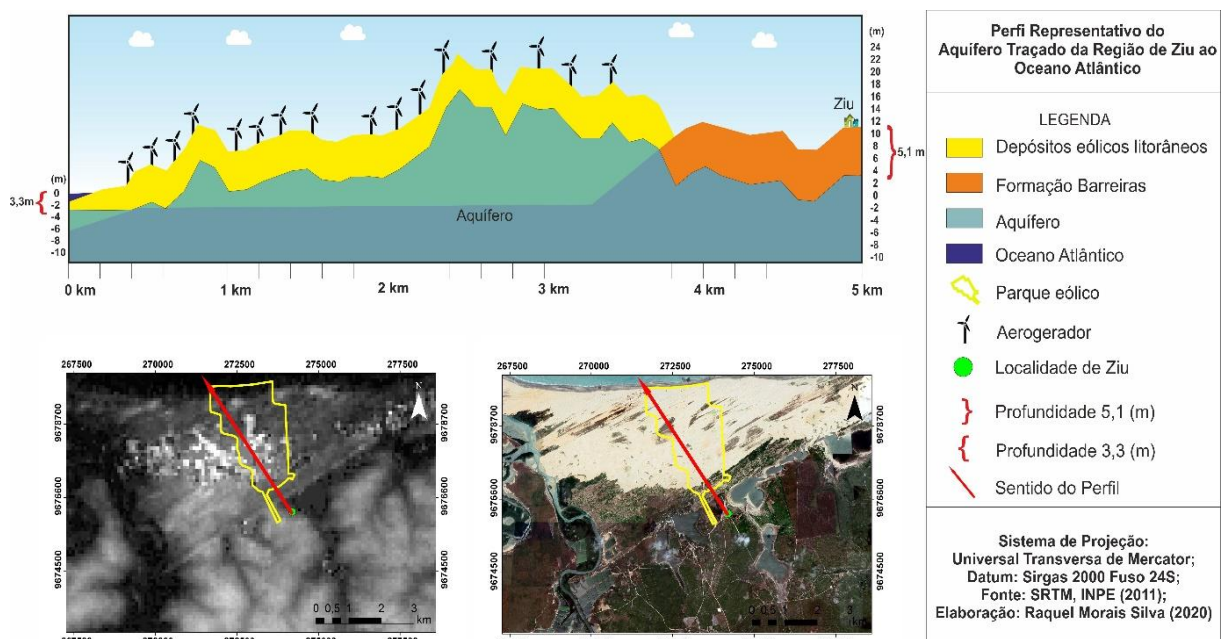 (m)
0
-2
-4
-6
-8
-10
3,3m
(m)
24
22
20
18
16
14
12
10
8
6
4
2
0
-2
-4
-6
-8
-10
Ziu
5,1 m
Aquífero
0 km
1 km
2 km
3 km
4 km
5 km
267500 270000 272500 275000 277500
9678700
9676600
9674500
N
0 0,5 1 2 3
km
267500 270000 272500 275000 277500
9678700
9676600
9674500
N
0 0,5 1 2 3
km
Perfi Representativo do
Aquífero Traçado da Região de Ziu ao
Oceano Atlântico
LEGENDA
Depósitos eólicos litorâneos
Formação Barreiras
Aquífero
Oceano Atlântico
Parque eólico
Aerogerador
Localidade de Ziu
Profundidade 5,1 (m)
Profundidade 3,3 (m)
Sentido do Perfil
Sistema de Projeção:
Universal Transversa de Mercator;
Datum: Sirgas 2000 Fuso 24S;
Fonte: SRTM, INPE (2011);
Elaboração: Raquel Morais Silva (2020)